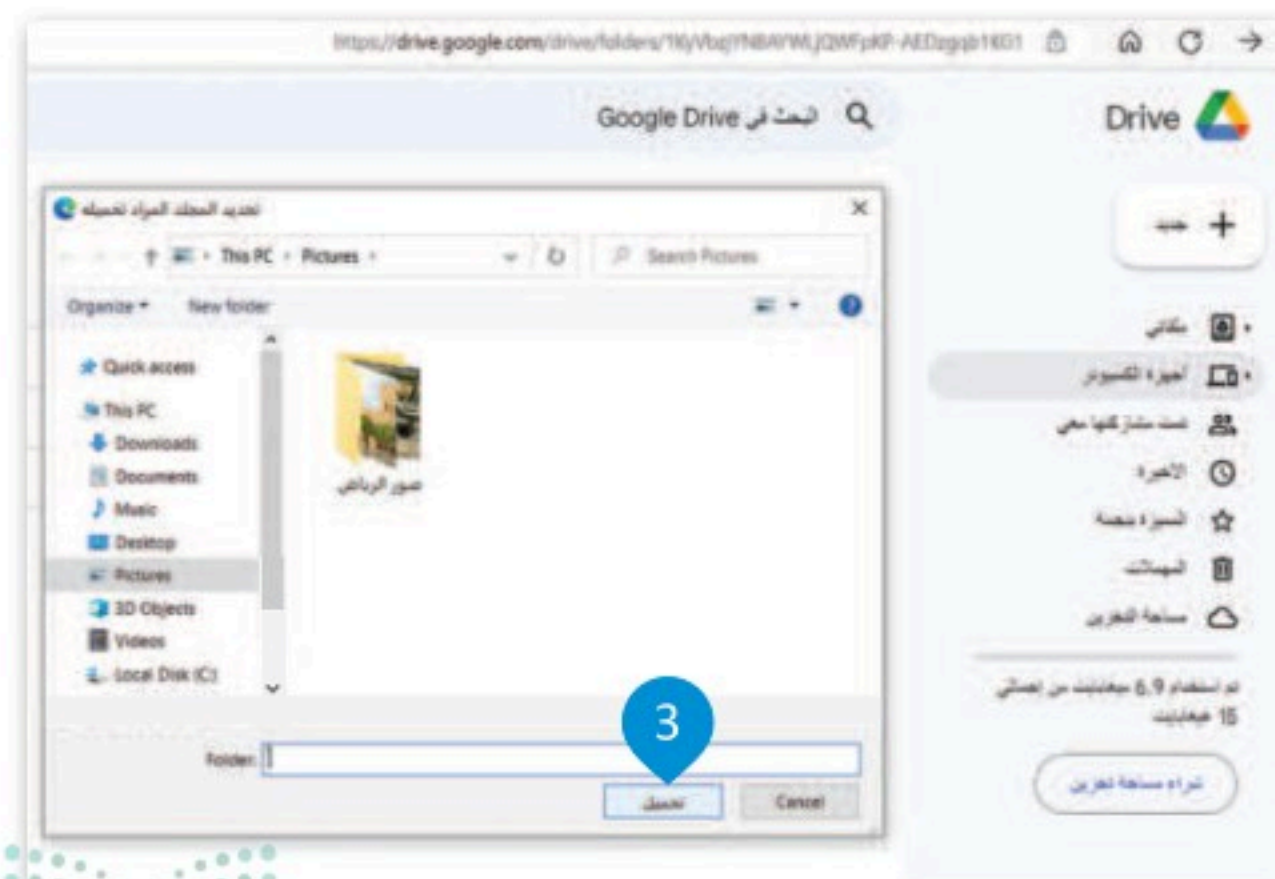 https://drive.google.com/drive/folders/
Drive
البحث في Google Drive
جديد
مكاني
أجهزة الكمبيوتر
تمت مشاركتها معي
الأخيرة
المميزة بنجمة
المهملات
مساحة التخزين
تم استخدام 6.9 ميغابايت من إجمالي
15 غيغابايت
شراء مساحة تخزين
تحديد المجلد المراد تحميله
This PC
Pictures
Search Pictures
Organize
New folder
Quick access
This PC
Downloads
Documents
Music
Desktop
Pictures
3D Objects
Videos
Local Disk (C:)
صور الرياض
3
Folder:
تحميل
Cancel